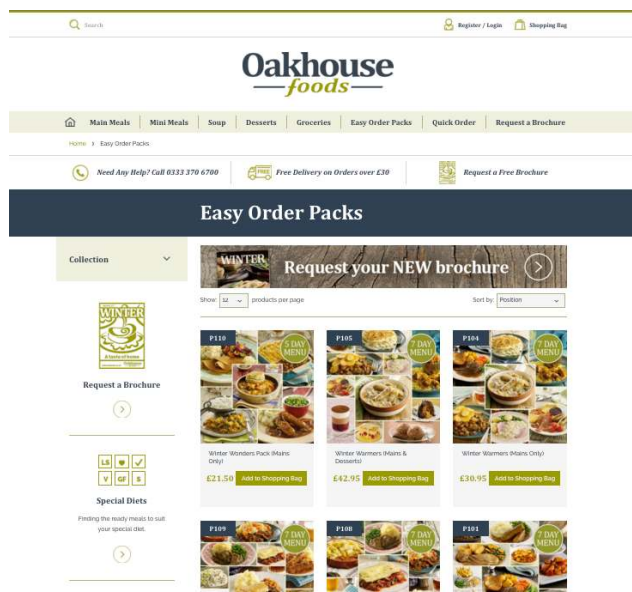 Search
Register / Login
Shopping Bag
Oakhouse
foods
Main Meals
Mini Meals
Soup
Desserts
Groceries
Easy Order Packs
Quick Order
Request a Brochure
Home
Easy Order Packs
Need Any Help? Call 0333 370 6700
FREE
Free Delivery on Orders over £30
Request a Free Brochure
Easy Order Packs
Collection
WINTER
Request your NEW brochure
Show 12 products per page
Sort by: Position
WINTER
A taste of home
Request a Brochure
P110
5 DAY
MENU
Winter Wonders Pack (Mains
Only)
£21.50
Add to Shopping Bag
P105
7 DAY
MENU
Winter Warmers (Mains &
Desserts)
£42.95
Add to Shopping Bag
P104
7 DAY
MENU
Winter Warmers (Mains Only)
£30.95
Add to Shopping Bag
LS
V GF S
Special Diets
Finding the ready meals to suit
your special diet.
P109
7 DAY
MENU
P108
7 DAY
MENU
P101
7 DAY
MENU